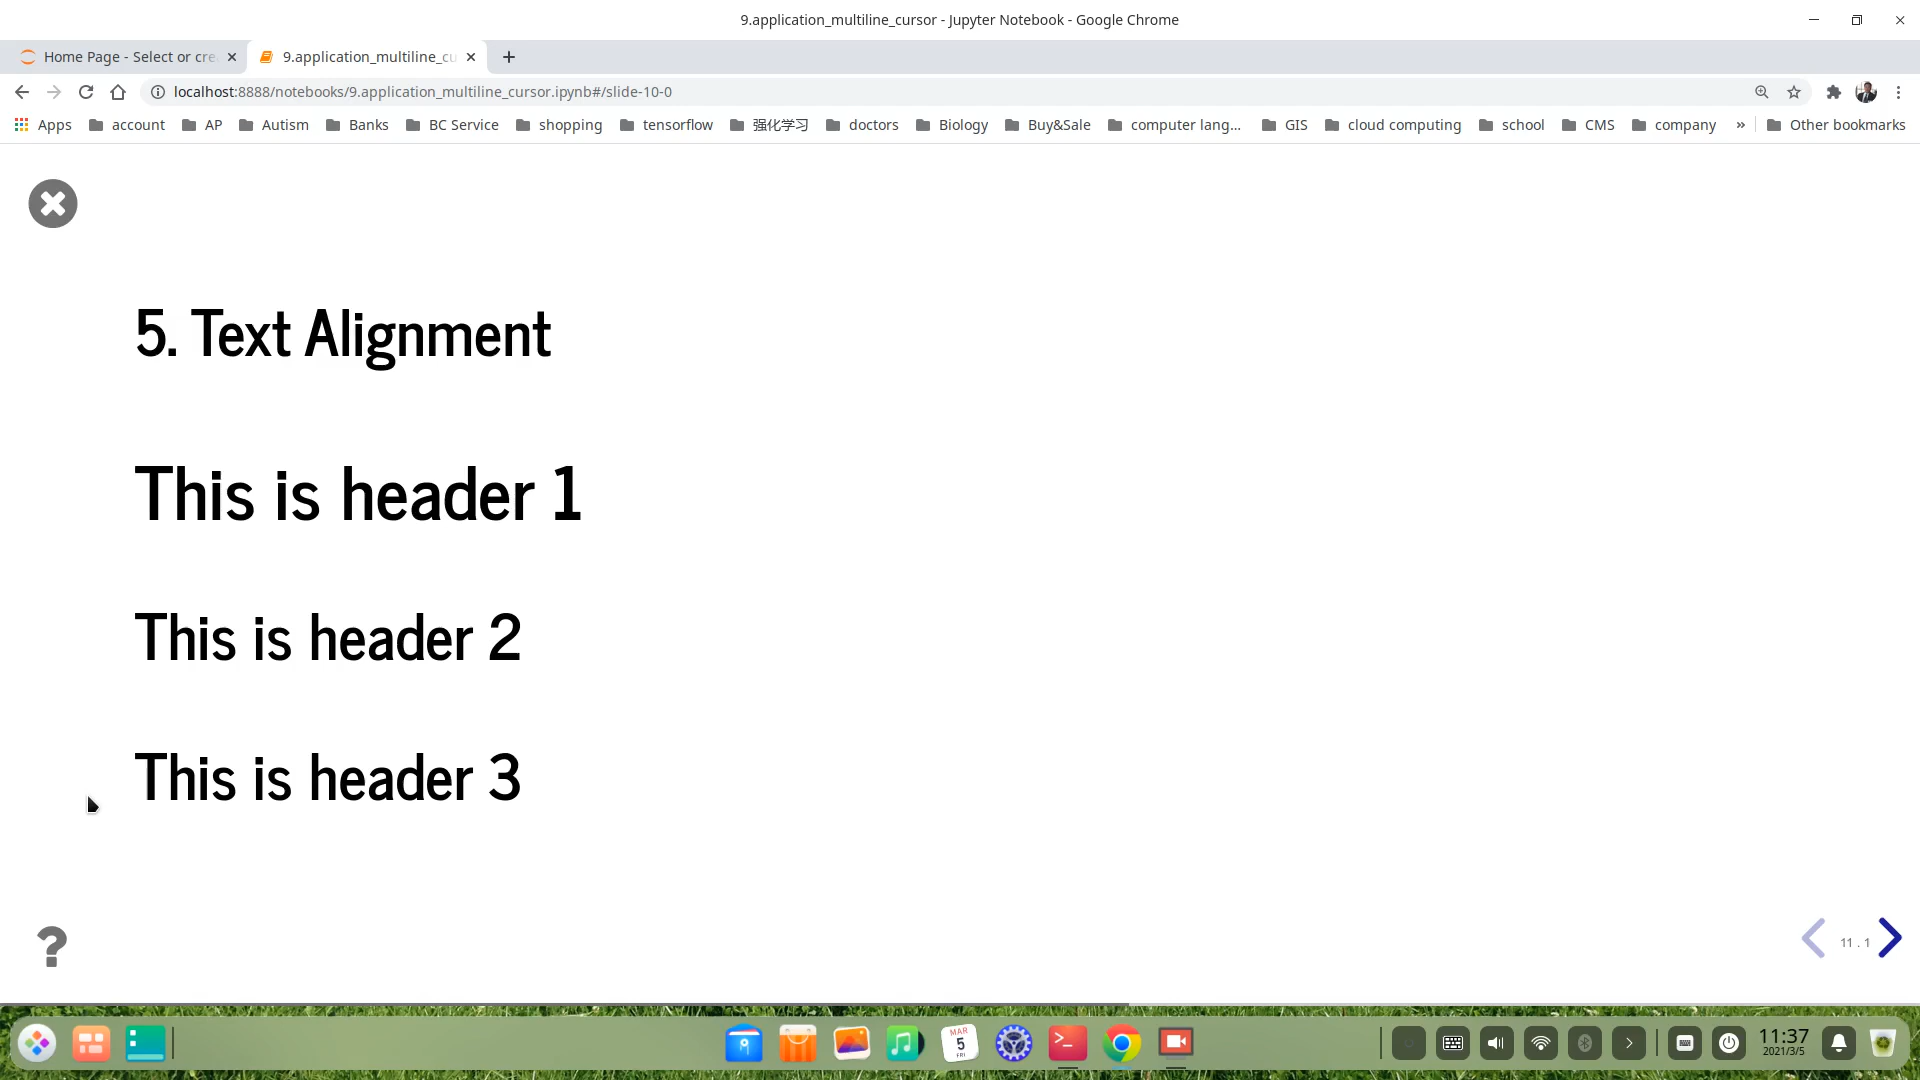 9.application_multiline_cursor - Jupyter Notebook - Google Chrome
Home Page - Select or cre
9.application_multiline_cu
localhost:8888/notebooks/9.application_multiline_cursor.ipynb#/slide-10-0
Apps account AP Autism Banks BC Service shopping tensorflow 强化学习 doctors Biology Buy&Sale computer lang... GIS cloud computing school CMS company » Other bookmarks
5. Text Alignment
This is header 1
This is header 2
This is header 3
?
11 . 1
MAR
5
FRI
11:37
2021/3/5